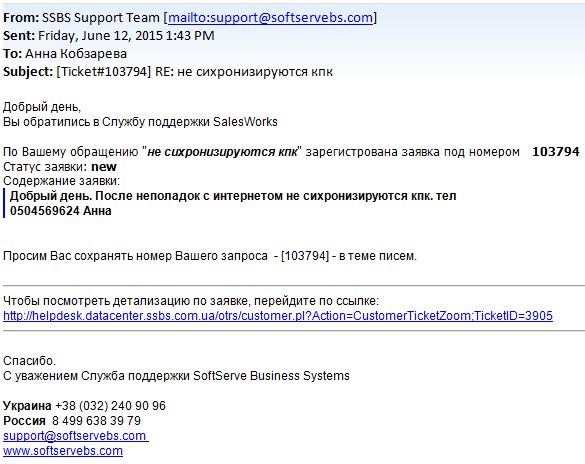 From: SSBS Support Team [mailto:support@softservebs.com]
Sent: Friday, June 12, 2015 1:43 PM
To: Анна Кобзарева
Subject: [Ticket#103794] RE: не сихронизируются кпк
Добрый день,
Вы обратились в Службу поддержки SalesWorks
По Вашему обращению "не сихронизируются кпк" зарегистрирована заявка под номером 103794
Статус заявки: new
Содержание заявки:
Добрый день. После неполадок с интернетом не сихронизируются кпк. тел
0504569624 Анна
Просим Вас сохранять номер Вашего запроса - [103794] - в теме писем.
Чтобы посмотреть детализацию по заявке, перейдите по ссылке:
http://helpdesk.datacenter.ssbs.com.ua/otrs/customer.pl?Action=CustomerTicketZoom;TicketID=3905
Спасибо.
С уважением Служба поддержки SoftServe Business Systems
Украина +38 (032) 240 90 96
Россия 8 499 638 39 79
support@softservebs.com
www.softservebs.com